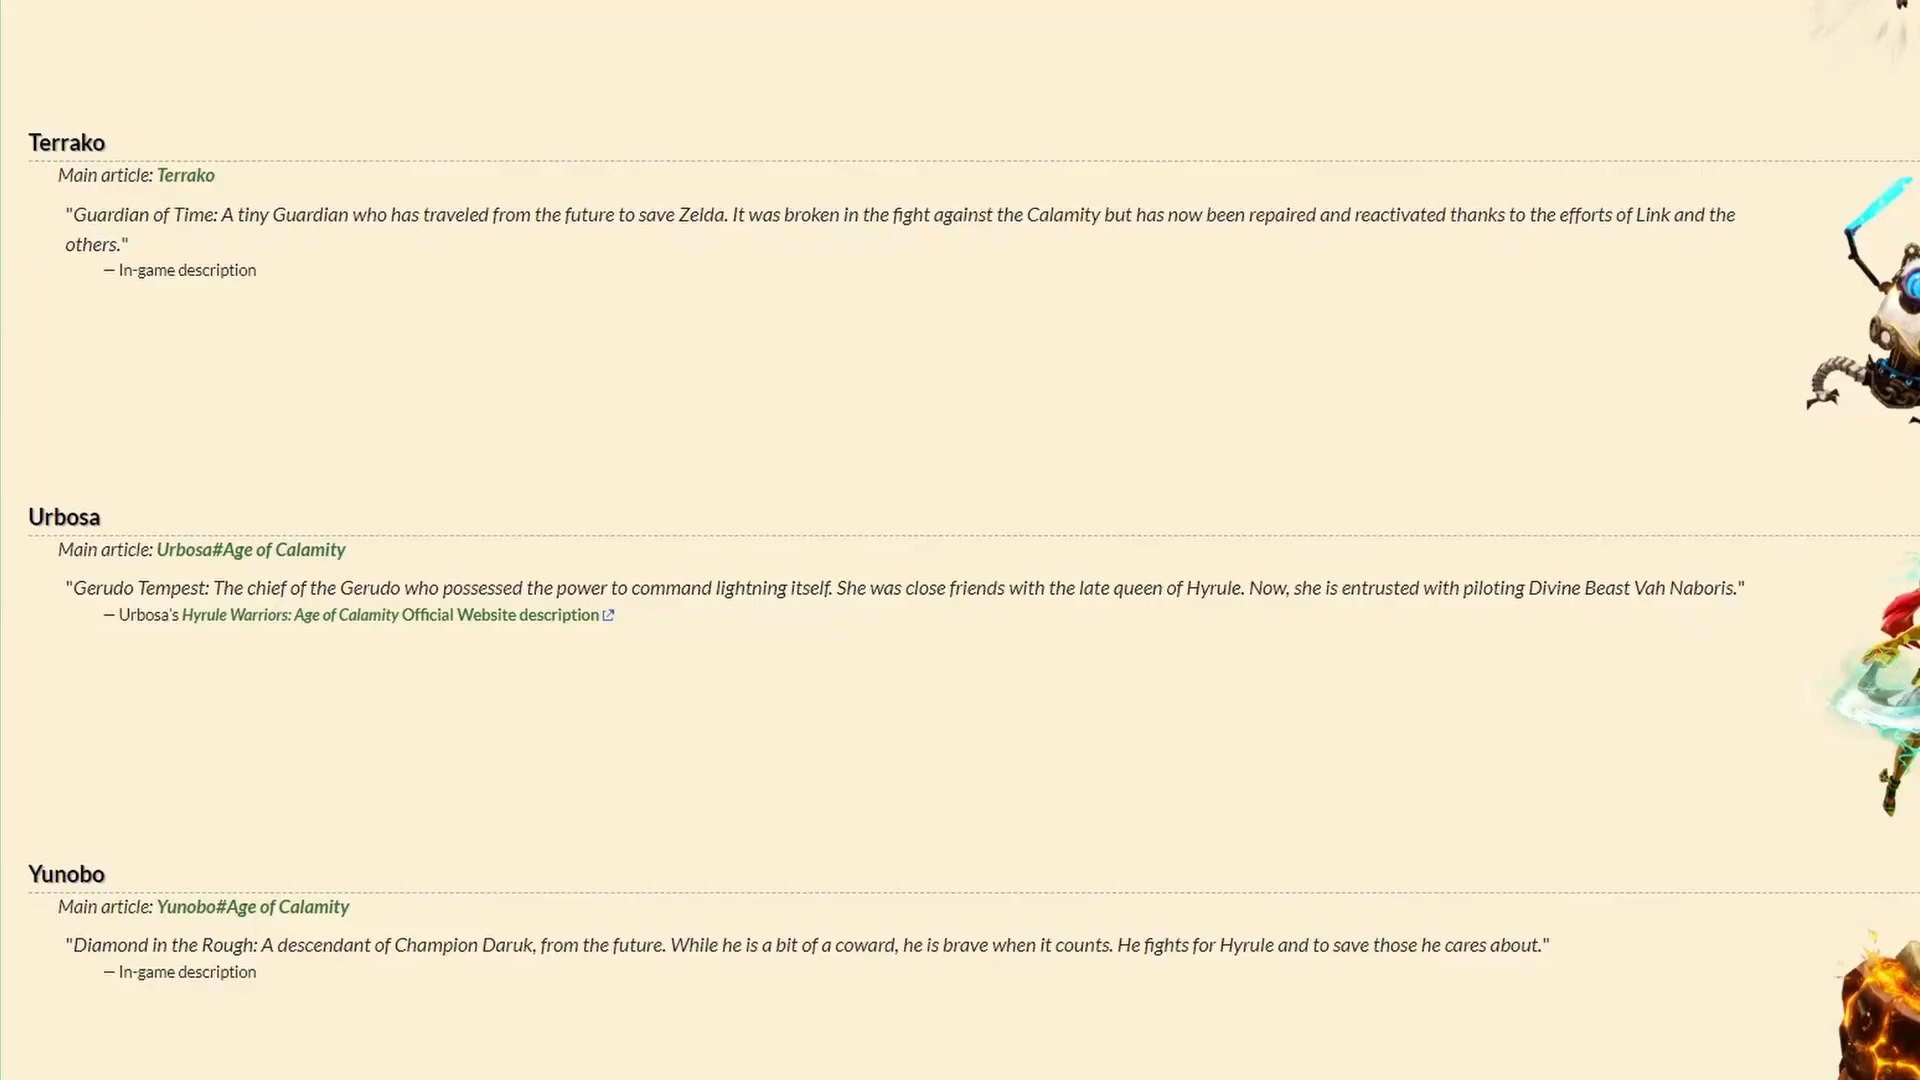 Terrako
Main article: Terrako
"Guardian of Time: A tiny Guardian who has traveled from the future to save Zelda. It was broken in the fight against the Calamity but has now been repaired and reactivated thanks to the efforts of Link and the
others."
– In-game description
Urbosa
Main article: Urbosa#Age of Calamity
"Gerudo Tempest: The chief of the Gerudo who possessed the power to command lightning itself. She was close friends with the late queen of Hyrule. Now, she is entrusted with piloting Divine Beast Vah Naboris."
– Urbosa's Hyrule Warriors: Age of Calamity Official Website description
Yunobo
Main article: Yunobo#Age of Calamity
"Diamond in the Rough: A descendant of Champion Daruk, from the future. While he is a bit of a coward, he is brave when it counts. He fights for Hyrule and to save those he cares about."
– In-game description